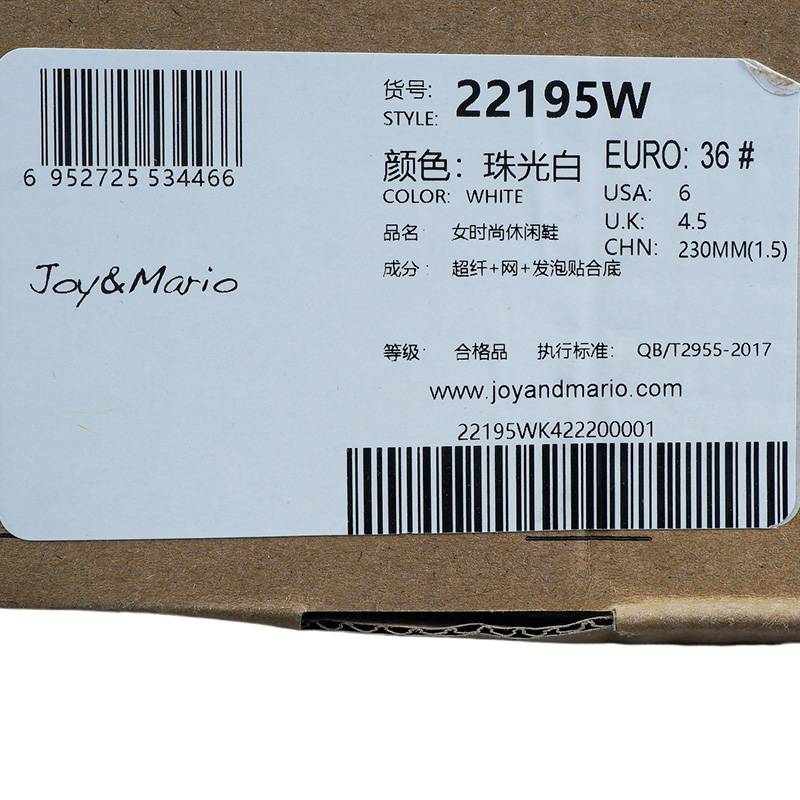 6 952725 534466
Joy&Mario
货号: 22195W
STYLE:
颜色: 珠光白 EURO: 36 #
COLOR: WHITE USA: 6
U.K: 4.5
品名: 女时尚休闲鞋 CHN: 230MM(1.5)
成分: 超纤+网+发泡贴合底
等级: 合格品 执行标准: QB/T2955-2017
www.joyandmario.com
22195WK422200001